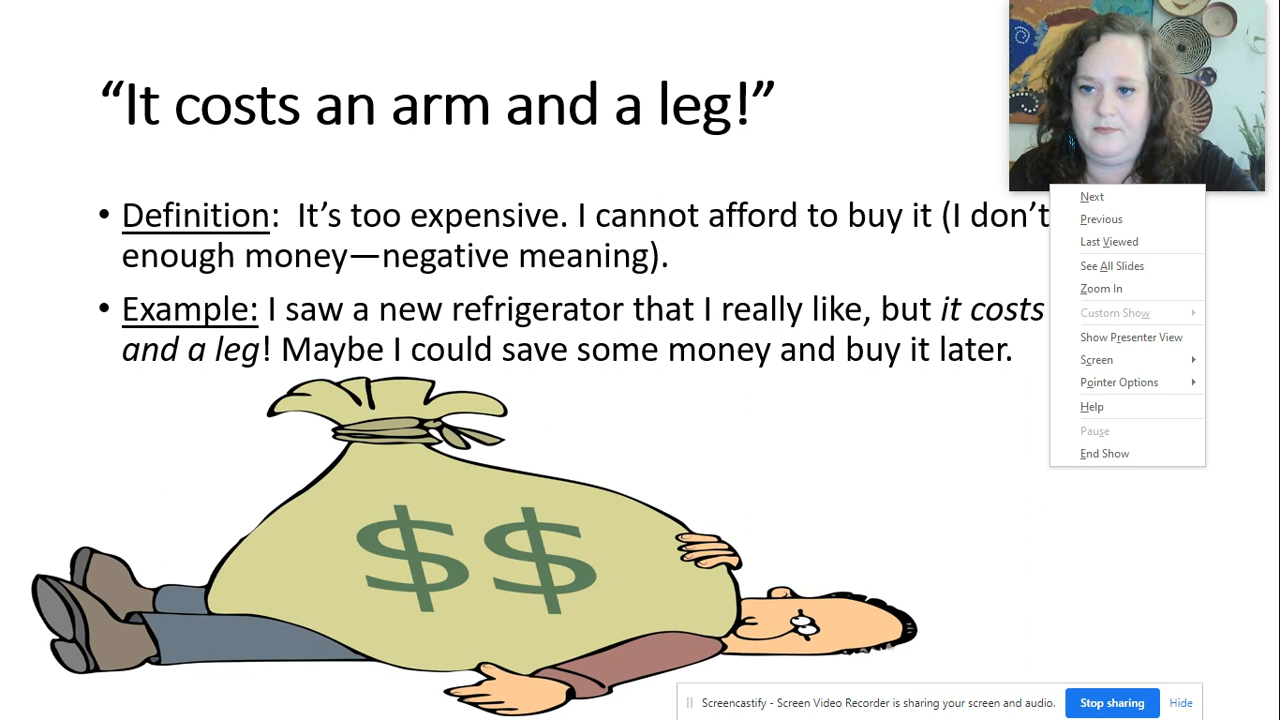 “It costs an arm and a leg!”
• Definition:  It’s too expensive. I cannot afford to buy it (I don’t
enough money—negative meaning).
• Example: I saw a new refrigerator that I really like, but it costs
and a leg! Maybe I could save some money and buy it later.
Next
Previous
Last Viewed
See All Slides
Zoom In
Custom Show
Show Presenter View
Screen
Pointer Options
Help
Pause
End Show
$$
Screencastify - Screen Video Recorder is sharing your screen and audio. Stop sharing Hide